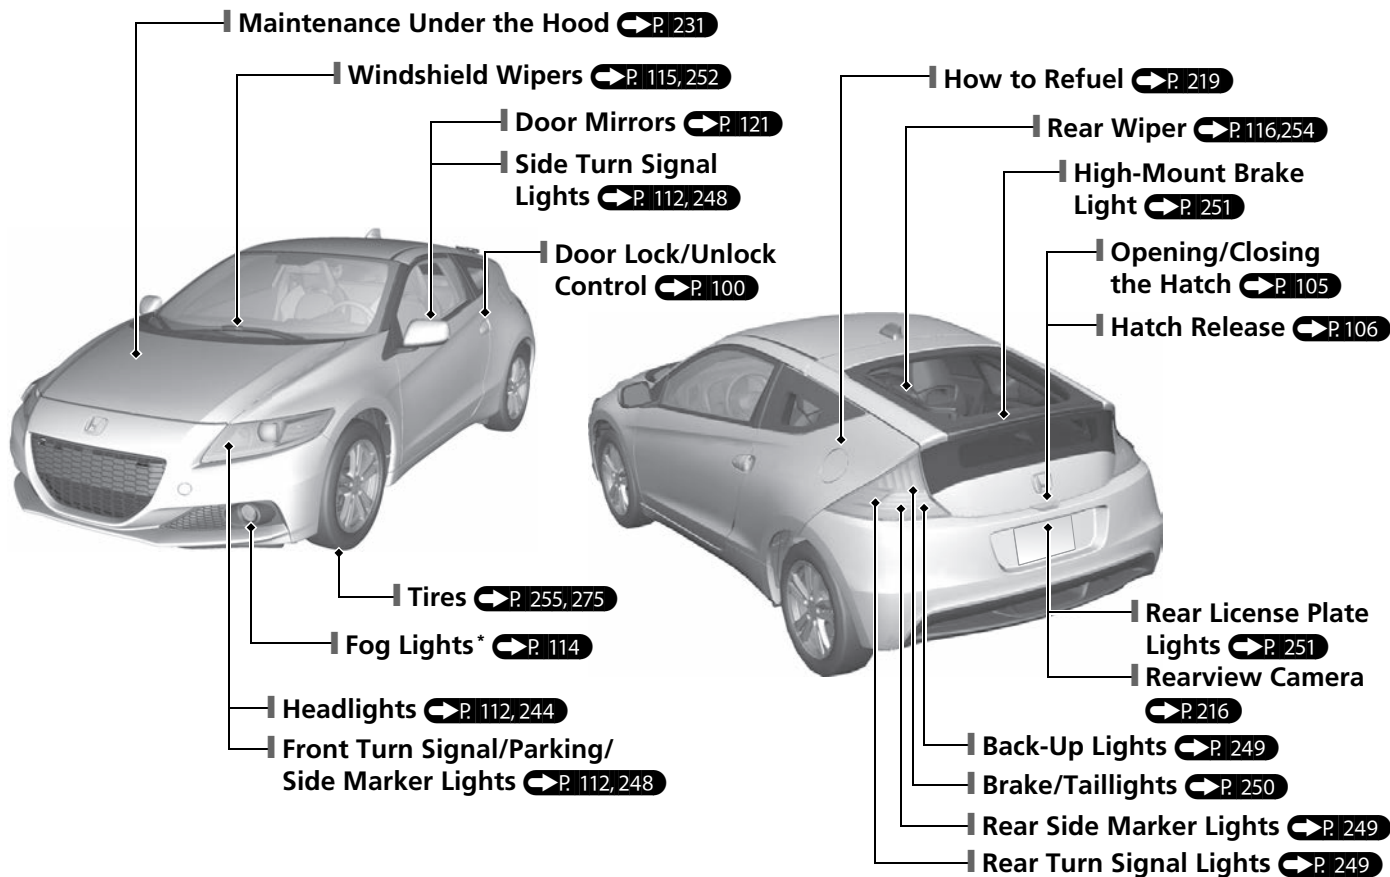 Maintenance Under the Hood P. 231
Windshield Wipers P. 115, 252
Door Mirrors P. 121
Side Turn Signal
Lights P. 112, 248
Door Lock/Unlock
Control P. 100
Tires P. 255, 275
Fog Lights* P. 114
Headlights P. 112, 244
Front Turn Signal/Parking/
Side Marker Lights P. 112, 248
How to Refuel P. 219
Rear Wiper P. 116,254
High-Mount Brake
Light P. 251
Opening/Closing
the Hatch P. 105
Hatch Release P. 106
Rear License Plate
Lights P. 251
Rearview Camera
P. 216
Back-Up Lights P. 249
Brake/Taillights P. 250
Rear Side Marker Lights P. 249
Rear Turn Signal Lights P. 249